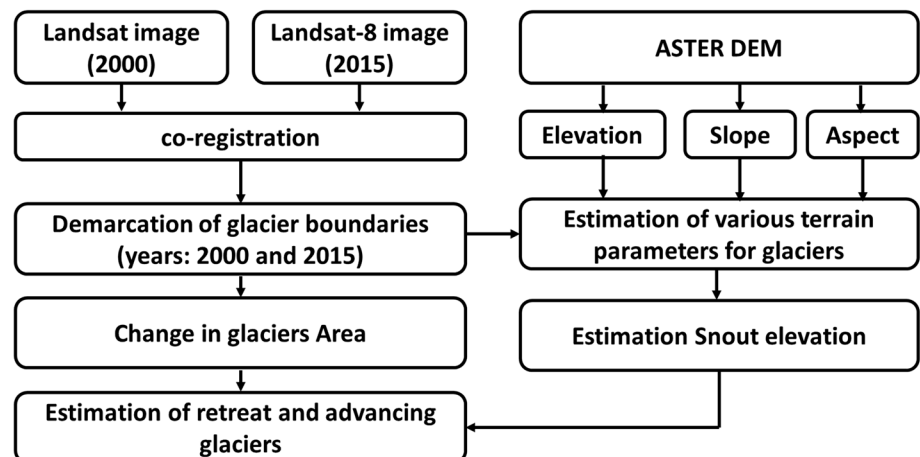 Landsat image
(2000)
Landsat-8 image
(2015)
ASTER DEM
co-registration
Elevation
Slope
Aspect
Demarcation of glacier boundaries
(years: 2000 and 2015)
Estimation of various terrain
parameters for glaciers
Change in glaciers Area
Estimation Snout elevation
Estimation of retreat and advancing
glaciers